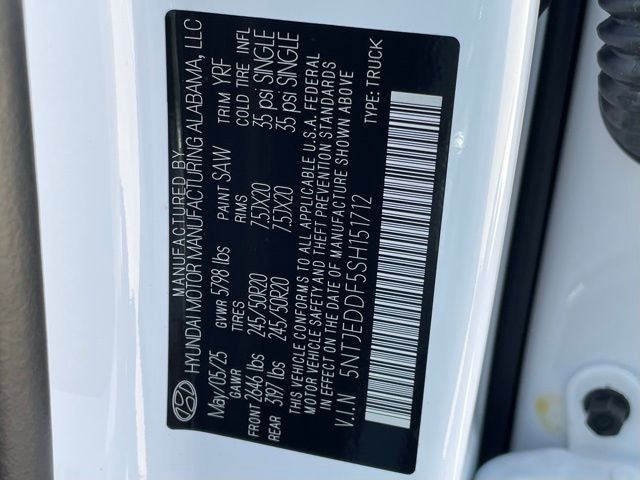 MANUFACTURED BY
HYUNDAI MOTOR MANUFACTURING ALABAMA, LLC
May/05/25 GVWR 5798 lbs PAINT SAW TRIM YRF
GAWR TIRES RIMS COLD TIRE INFL
FRONT 2646 lbs 245/50R20 7.5JX20 35 psi SINGLE
REAR 3197 lbs 245/50R20 7.5JX20 35 psi SINGLE
THIS VEHICLE CONFORMS TO ALL APPLICABLE U.S.A. FEDERAL
MOTOR VEHICLE SAFETY AND THEFT PREVENTION STANDARDS
IN EFFECT ON THE DATE OF MANUFACTURE SHOWN ABOVE
V.I.N 5NTJEDDF5SH151712 TYPE: TRUCK